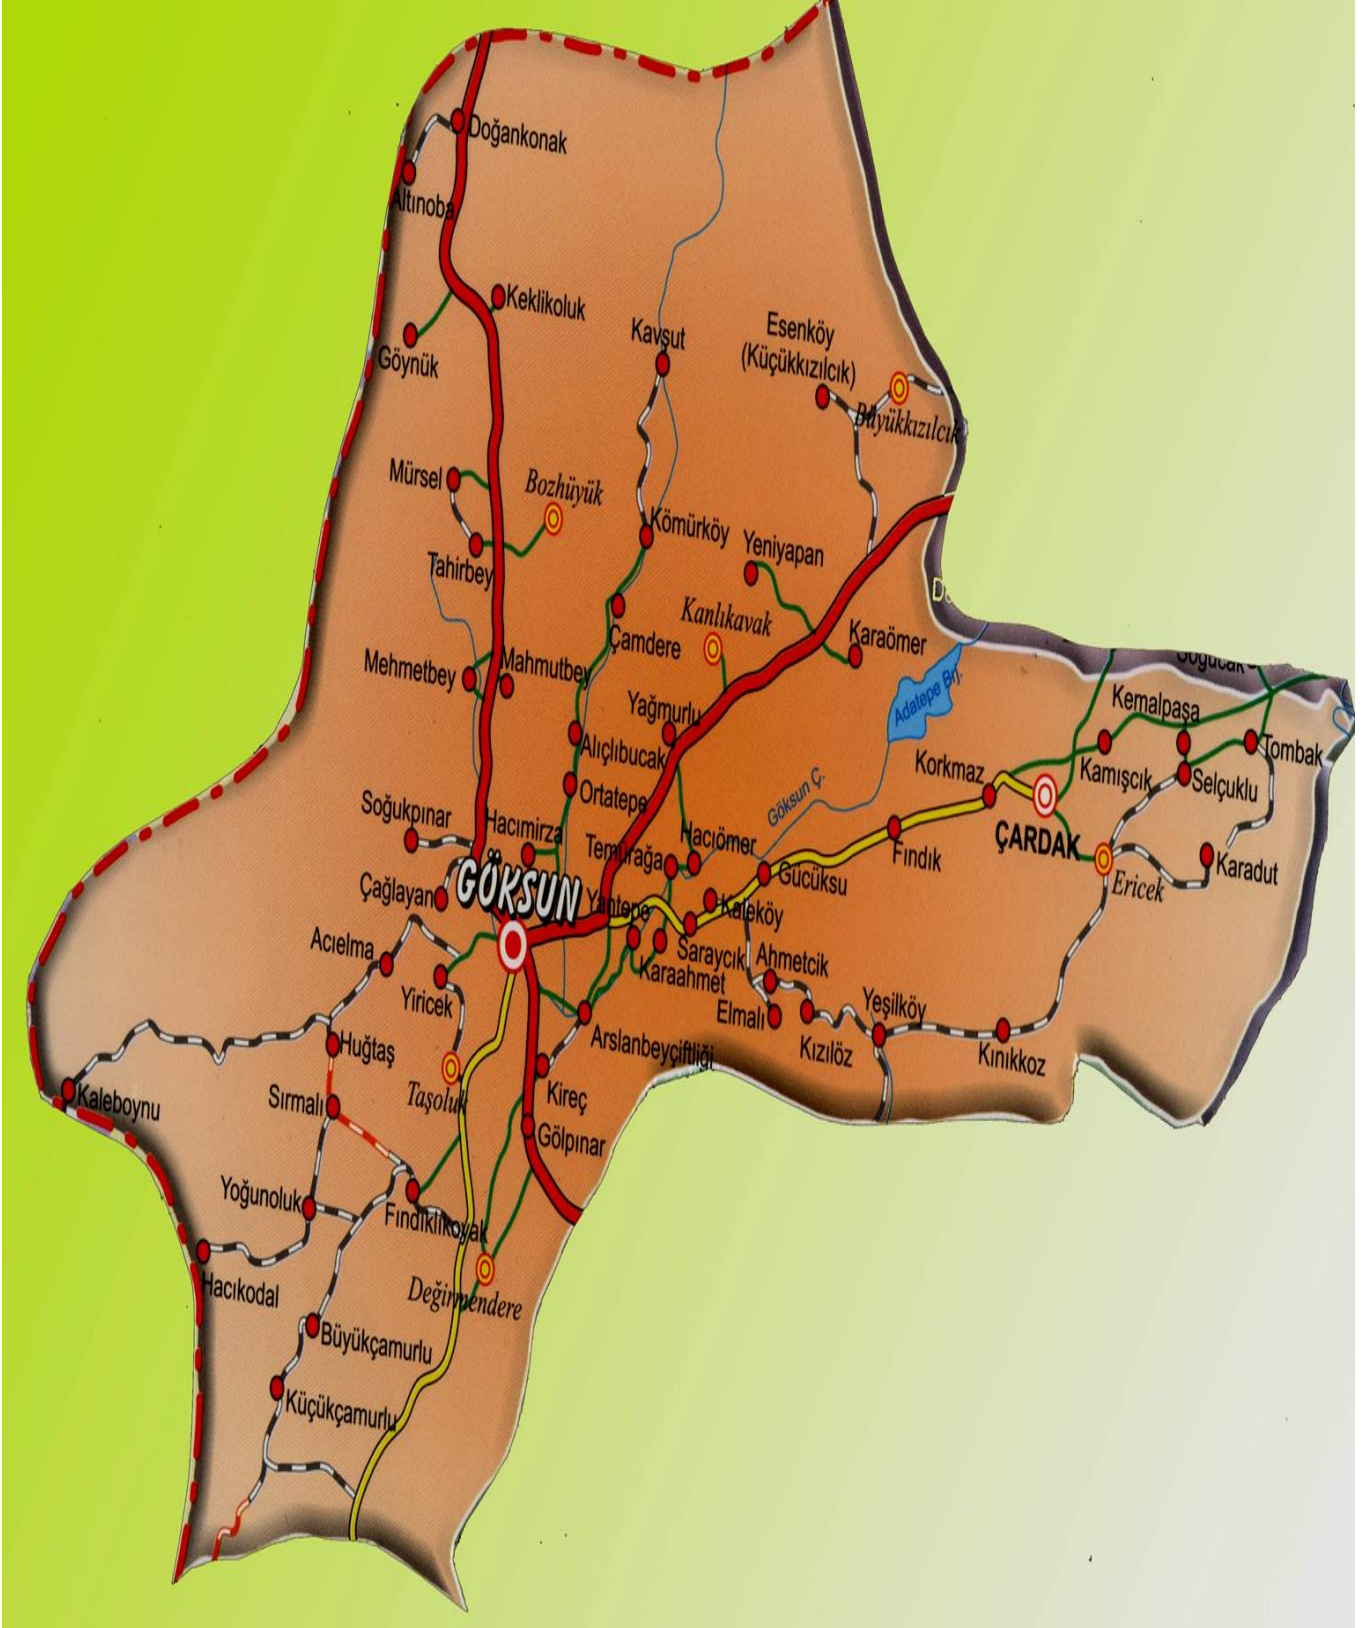 Doğankonak
Altınoba
Keklikoluk
Göynük
Kavşut
Esenköy
(Küçükkızılcık)
Büyükkızılcık
Mürsel
Bozhüyük
Kömürköy
Yeniyapan
Tahirbey
Kanlıkavak
Çamdere
Karaömer
Mehmetbey
Mahmutbey
Adatepe Brj.
Soğucak
Kemalpaşa
Yağmurlu
Alıçlıbucak
Korkmaz
Kamışcık
Tombak
Selçuklu
Ortatepe
Göksun Ç.
Soğukpınar
Hacımirza
Hacıömer
Temürağa
Fındık
ÇARDAK
Karadut
Ericek
Gücüksu
Çağlayan
GÖKSUN
Yantepe
Kaleköy
Acıelma
Saraycık
Ahmetcik
Karaahmet
Yiricek
Elmalı
Yeşilköy
Arslanbeyçiftliği
Kızılöz
Kınıkkoz
Huğtaş
Kaleboynu
Sırmalı
Taşoluk
Kireç
Gölpınar
Yoğunoluk
Fındıklıkoyak
Hacıkodal
Değirmendere
Büyükçamurlu
Küçükçamurlu